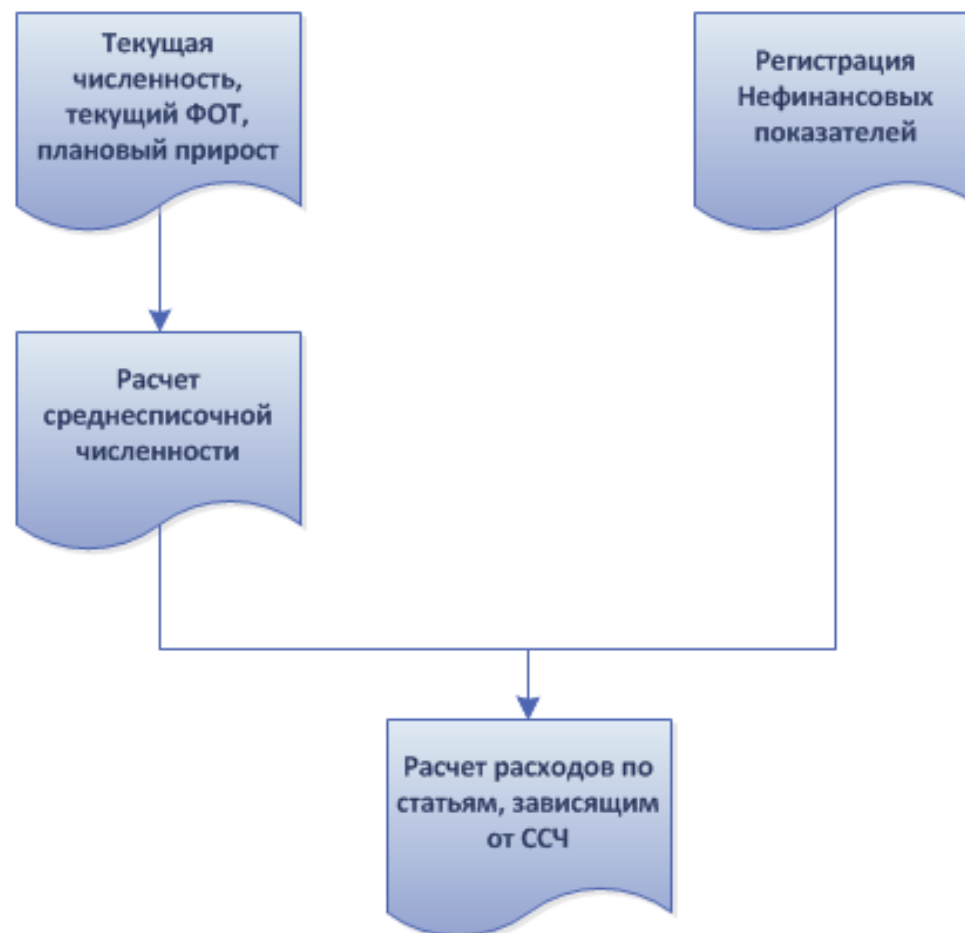 Текущая
численность,
текущий ФОТ,
плановый прирост
Регистрация
Нефинансовых
показателей
Расчет
среднесписочной
численности
Расчет расходов по
статьям, зависящим
от ССЧ